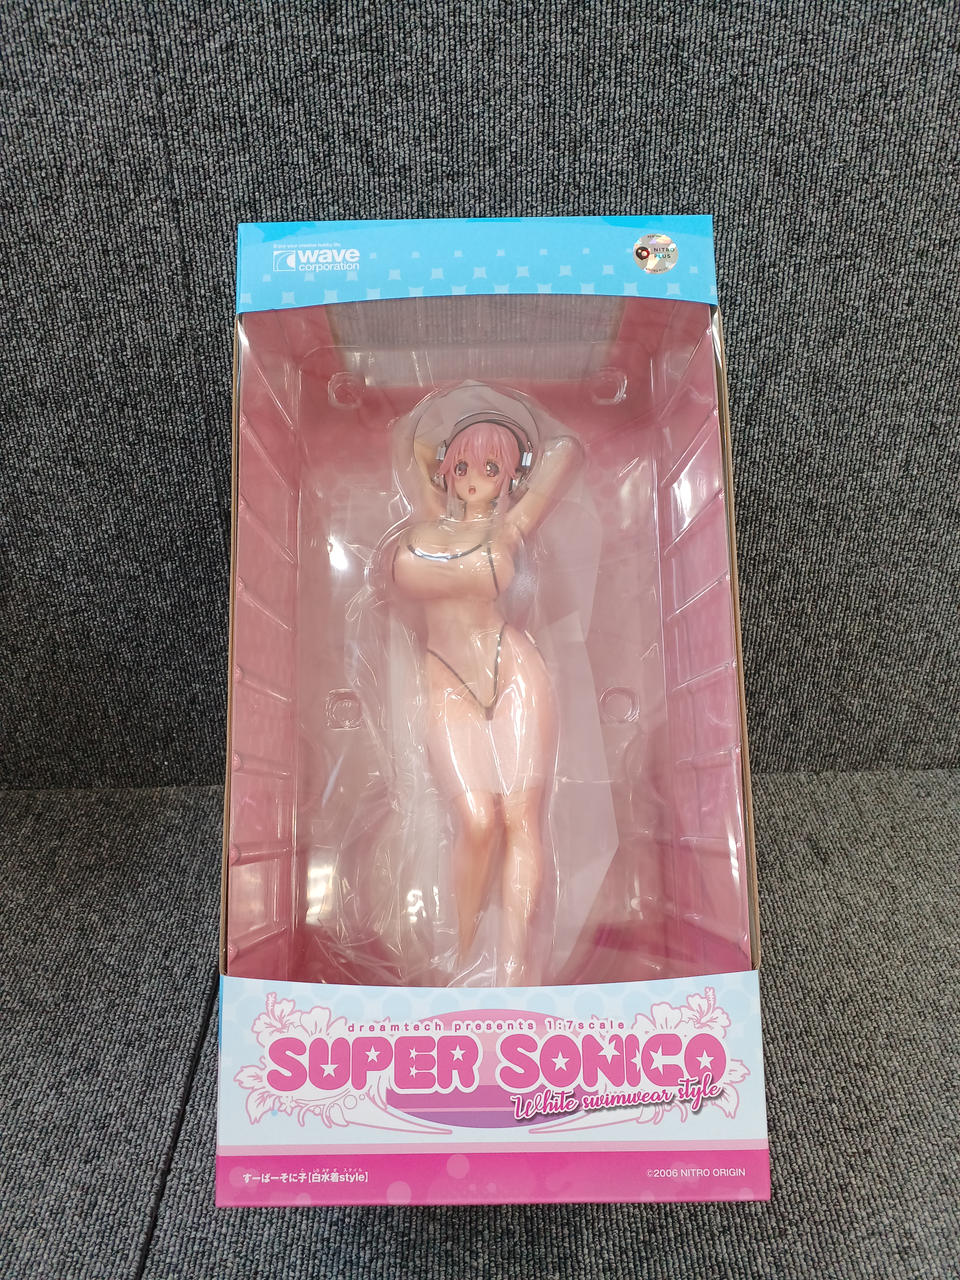 wave
corporation
NITRO
PLUS
dreamtech presents 1:7scale
SUPER SONICO
White swimwear style
すーぱーそに子【白水着style】
©2006 NITRO ORIGIN